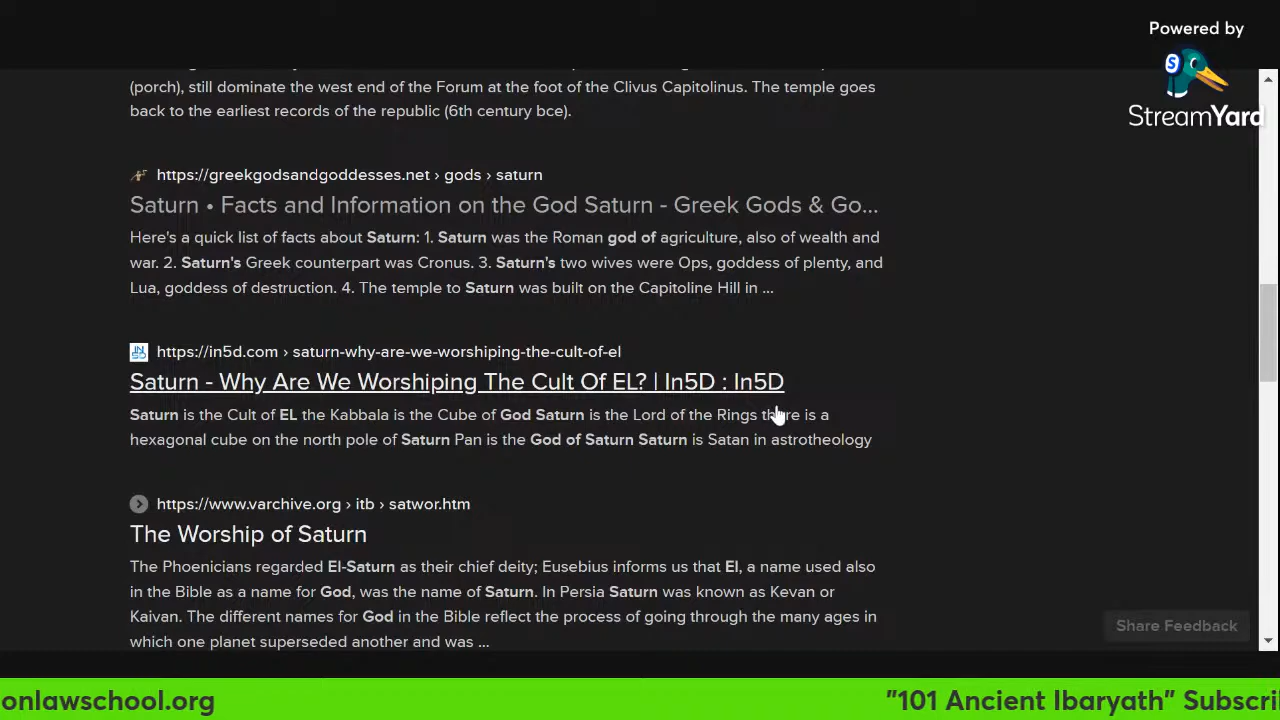 Powered by
StreamYard
(porch), still dominate the west end of the Forum at the foot of the Clivus Capitolinus. The temple goes
back to the earliest records of the republic (6th century bce).
https://greekgodsandgoddesses.net › gods › saturn
Saturn • Facts and Information on the God Saturn - Greek Gods & Go...
Here's a quick list of facts about Saturn: 1. Saturn was the Roman god of agriculture, also of wealth and
war. 2. Saturn's Greek counterpart was Cronus. 3. Saturn's two wives were Ops, goddess of plenty, and
Lua, goddess of destruction. 4. The temple to Saturn was built on the Capitoline Hill in ...
https://in5d.com › saturn-why-are-we-worshiping-the-cult-of-el
Saturn - Why Are We Worshiping The Cult Of EL? | In5D : In5D
Saturn is the Cult of EL the Kabbala is the Cube of God Saturn is the Lord of the Rings there is a
hexagonal cube on the north pole of Saturn Pan is the God of Saturn Saturn is Satan in astrotheology
https://www.varchive.org › itb › satwor.htm
The Worship of Saturn
The Phoenicians regarded El-Saturn as their chief deity; Eusebius informs us that El, a name used also
in the Bible as a name for God, was the name of Saturn. In Persia Saturn was known as Kevan or
Kaivan. The different names for God in the Bible reflect the process of going through the many ages in
which one planet superseded another and was ...
Share Feedback
onlawschool.org
"101 Ancient Ibaryath" Subscri